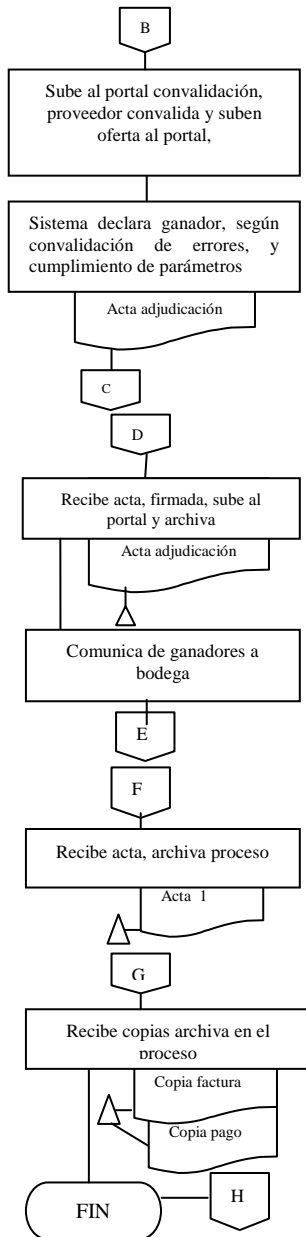 B
Sube al portal convalidación,
proveedor convalida y suben
oferta al portal,
Sistema declara ganador, según
convalidación de errores, y
cumplimiento de parámetros
Acta adjudicación
C
D
Recibe acta, firmada, sube al
portal y archiva
Acta adjudicación
Comunica de ganadores a
bodega
E
F
Recibe acta, archiva proceso
Acta 1
G
Recibe copias archiva en el
proceso
Copia factura
Copia pago
FIN
H